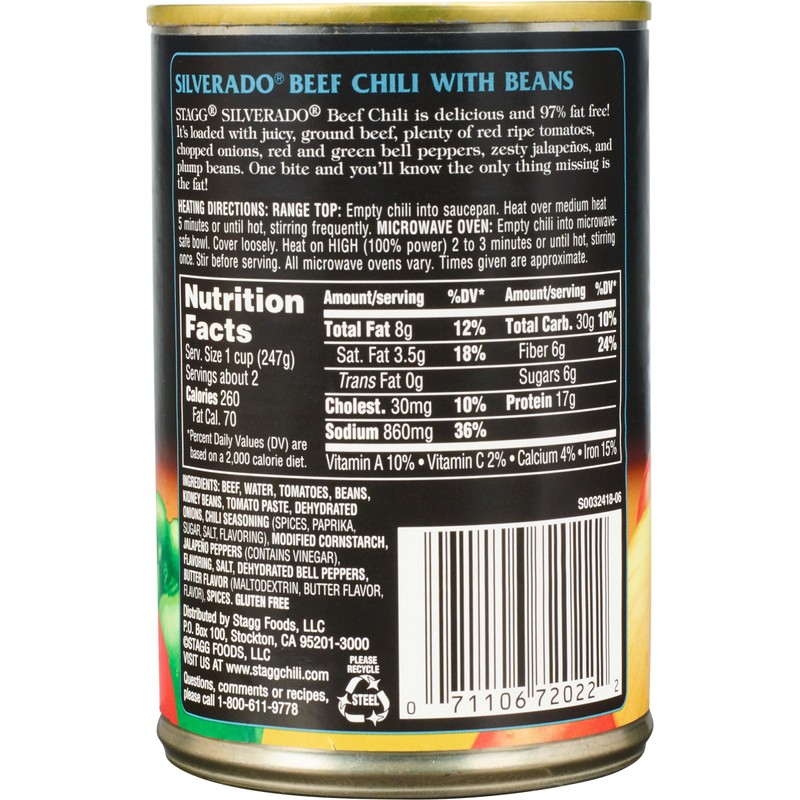 SILVERADO® BEEF CHILI WITH BEANS
STAGG® SILVERADO® Beef Chili is delicious and 97% fat free!
It's loaded with juicy, ground beef, plenty of red ripe tomatoes,
chopped onions, red and green bell peppers, zesty jalapeños, and
plump beans. One bite and you'll know the only thing missing is
the fat!
HEATING DIRECTIONS: RANGE TOP: Empty chili into saucepan. Heat over medium heat
5 minutes or until hot, stirring frequently. MICROWAVE OVEN: Empty chili into microwave-
safe bowl. Cover loosely. Heat on HIGH (100% power) 2 to 3 minutes or until hot, stirring
once. Stir before serving. All microwave ovens vary. Times given are approximate.
Nutrition
Facts
Serv. Size 1 cup (247g)
Servings about 2
Calories 260
Fat Cal. 70
*Percent Daily Values (DV) are
based on a 2,000 calorie diet.
Amount/serving %DV*
Total Fat 8g 12%
Sat. Fat 3.5g 18%
Trans Fat 0g
Cholest. 30mg 10%
Sodium 860mg 36%
Amount/serving %DV*
Total Carb. 30g 10%
Fiber 6g 24%
Sugars 6g
Protein 17g
Vitamin A 10% • Vitamin C 2% • Calcium 4% • Iron 15%
INGREDIENTS: BEEF, WATER, TOMATOES, BEANS,
KIDNEY BEANS, TOMATO PASTE, DEHYDRATED
ONIONS, CHILI SEASONING (SPICES, PAPRIKA,
SUGAR, SALT, FLAVORING), MODIFIED CORNSTARCH,
JALAPEÑO PEPPERS (CONTAINS VINEGAR),
FLAVORING, SALT, DEHYDRATED BELL PEPPERS,
BUTTER FLAVOR (MALTODEXTRIN, BUTTER FLAVOR,
FLAVOR), SPICES. GLUTEN FREE
Distributed by Stagg Foods, LLC
P.O. Box 100, Stockton, CA 95201-3000
©STAGG FOODS, LLC
VISIT US AT www.staggchili.com
Questions, comments or recipes,
please call 1-800-611-9778
PLEASE
RECYCLE
STEEL
S0032418-06
0 71106 72022 2